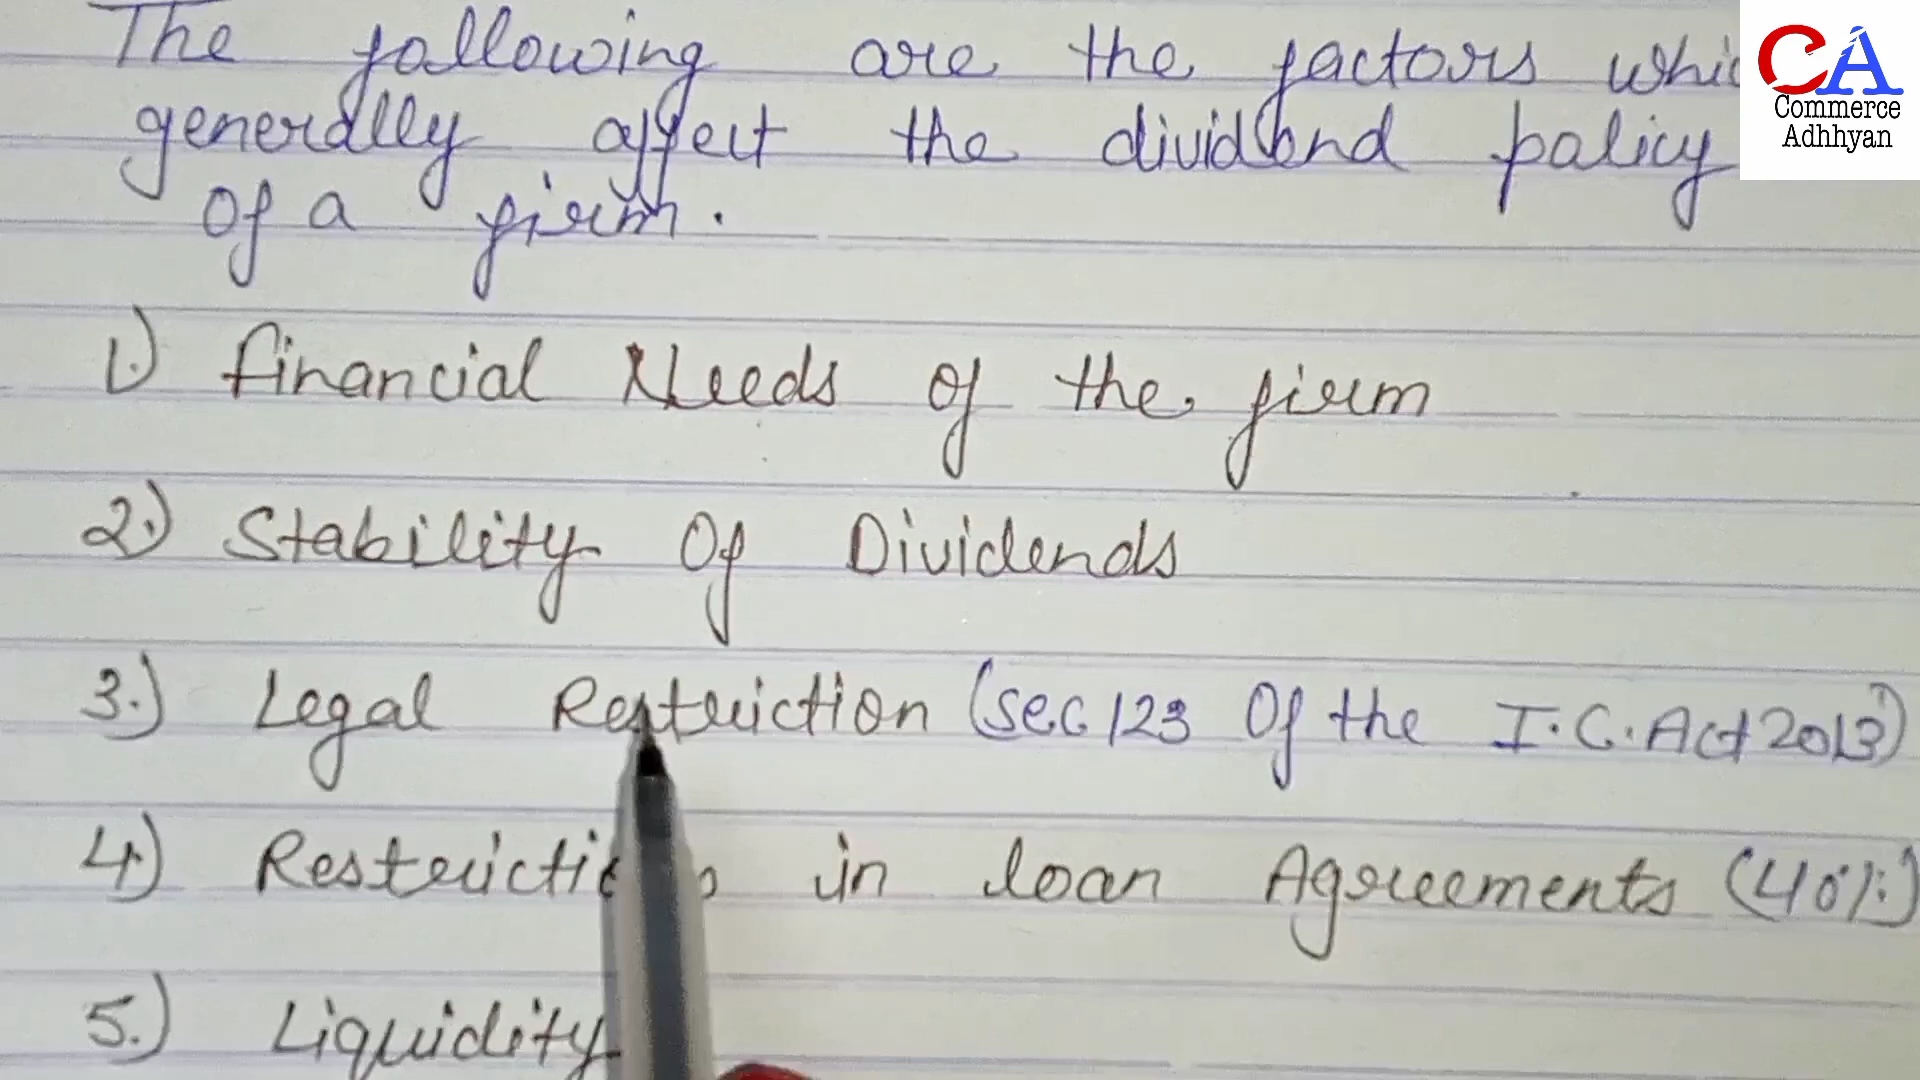 The following are the factors whic
generally affect the dividend policy
of a firm.
1.) Financial Needs of the firm
2.) Stability Of Dividends
3.) Legal Restriction (Sec 123 Of the I.C. Act 2013)
4.) in loan Agreements (40%)
5.) Liquidity
CA
Commerce
Adhhyan